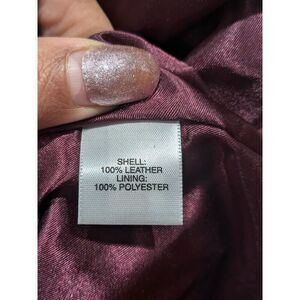 SHELL:
100% LEATHER
LINING:
100% POLYESTER